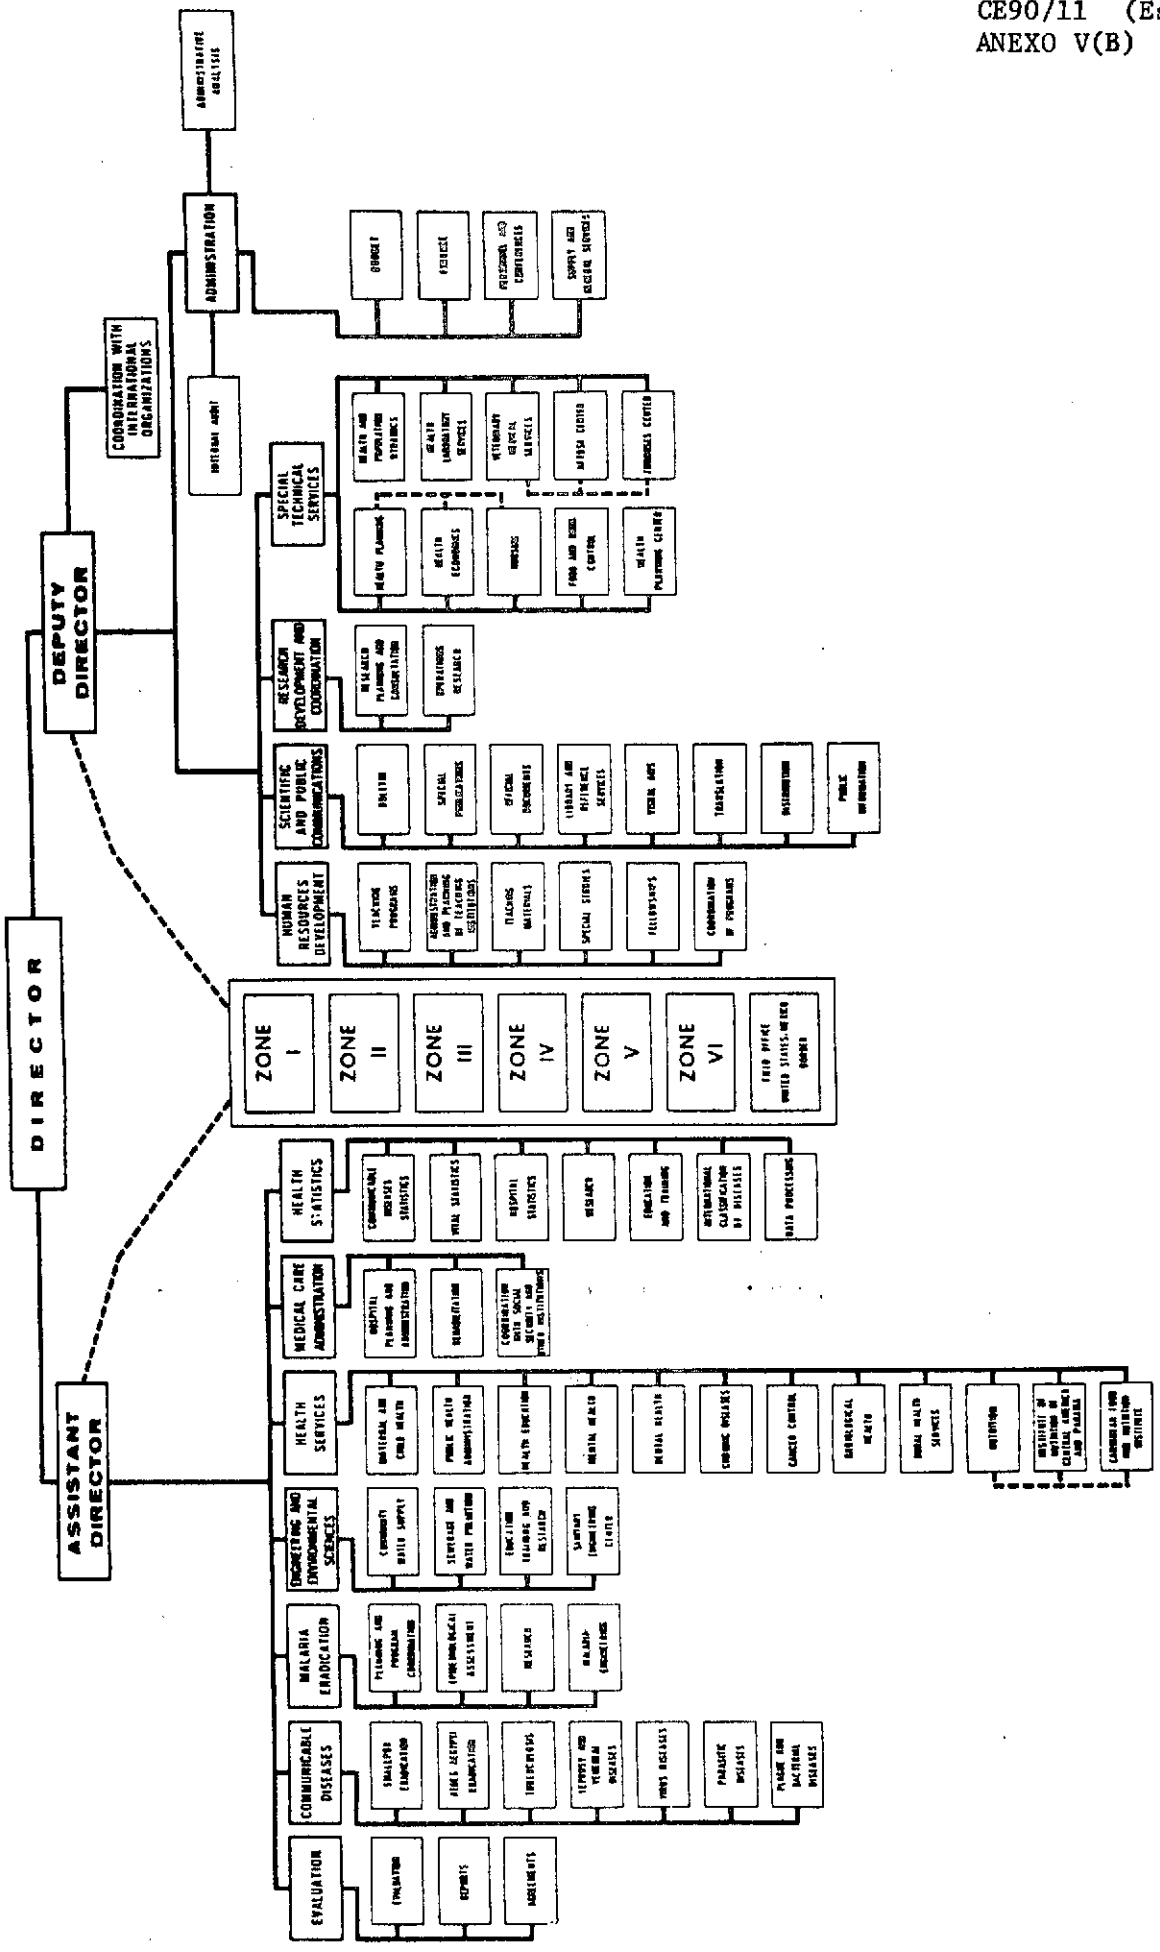 CE90/11 (Es
ANEXO V(B)
DIRECTOR
ASSISTANT
DIRECTOR
DEPUTY
DIRECTOR
COORDINATION WITH
INTERNATIONAL
ORGANIZATIONS
ADMINISTRATION
ADMINISTRATIVE
ANALYSIS
INTERNAL AUDIT
BUDGET
FINANCE
PERSONNEL AND
CONFERENCES
SUPPLY AND
GENERAL SERVICES
EVALUATION
EVALUATION
REPORTS
AGREEMENTS
COMMUNICABLE
DISEASES
SMALLPOX
ERADICATION
AEDES AEGYPTI
ERADICATION
TUBERCULOSIS
LEPROSY AND
VENEREAL
DISEASES
VIRUS DISEASES
PARASITIC
DISEASES
PLAGUE AND
BACTERIAL
DISEASES
MALARIA
ERADICATION
PLANNING AND
PROGRAM
COORDINATION
EPIDEMIOLOGICAL
ASSESSMENT
RESEARCH
MALARIA
ENGINEERING
ENGINEERING AND
ENVIRONMENTAL
SCIENCES
COMMUNITY
WATER SUPPLY
SEWERAGE AND
WATER POLLUTION
EDUCATION
TRAINING AND
RESEARCH
SANITARY
ENGINEERING
CENTER
HEALTH
SERVICES
MATERNAL AND
CHILD HEALTH
PUBLIC HEALTH
ADMINISTRATION
HEALTH EDUCATION
MENTAL HEALTH
DENTAL HEALTH
CHRONIC DISEASES
CANCER CONTROL
RADIOLOGICAL
HEALTH
RURAL HEALTH
SERVICES
NUTRITION
INSTITUTE OF
NUTRITION OF
CENTRAL AMERICA
AND PANAMA
CARIBBEAN FOOD
AND NUTRITION
INSTITUTE
MEDICAL CARE
ADMINISTRATION
HOSPITAL
PLANNING AND
ADMINISTRATION
REHABILITATION
COORDINATION
WITH SOCIAL
SECURITY AND
OTHER INSTITUTIONS
HEALTH
STATISTICS
COMMUNICABLE
DISEASES
STATISTICS
VITAL STATISTICS
HOSPITAL
STATISTICS
RESEARCH
EDUCATION
AND TRAINING
INTERNATIONAL
CLASSIFICATION
OF DISEASES
DATA PROCESSING
ZONE
I
ZONE
II
ZONE
III
ZONE
IV
ZONE
V
ZONE
VI
FIELD OFFICE
UNITED STATES-MEXICO
BORDER
HUMAN
RESOURCES
DEVELOPMENT
TEACHING
PROGRAMS
ADMINISTRATION
AND PLANNING
OF TEACHING
INSTITUTIONS
TEACHING
MATERIALS
SPECIAL STUDIES
FELLOWSHIPS
COORDINATION
OF PROGRAMS
SCIENTIFIC
AND PUBLIC
COMMUNICATIONS
BOLETIN
SPECIAL
PUBLICATIONS
OFFICIAL
DOCUMENTS
LIBRARY AND
REFERENCE
SERVICES
VISUAL AIDS
TRANSLATION
DISTRIBUTION
PUBLIC
INFORMATION
RESEARCH
DEVELOPMENT AND
COORDINATION
RESEARCH
PLANNING AND
CONSULTATION
OPERATIONS
RESEARCH
SPECIAL
TECHNICAL
SERVICES
HEALTH PLANNING
HEALTH
ECONOMICS
NURSING
FOOD AND DRUG
CONTROL
HEALTH
PLANNING CENTER
HEALTH AND
POPULATION
DYNAMICS
HEALTH
LABORATORY
SERVICES
VETERINARY
MEDICAL
SERVICES
AFTOSA CENTER
ZOONOSES CENTER